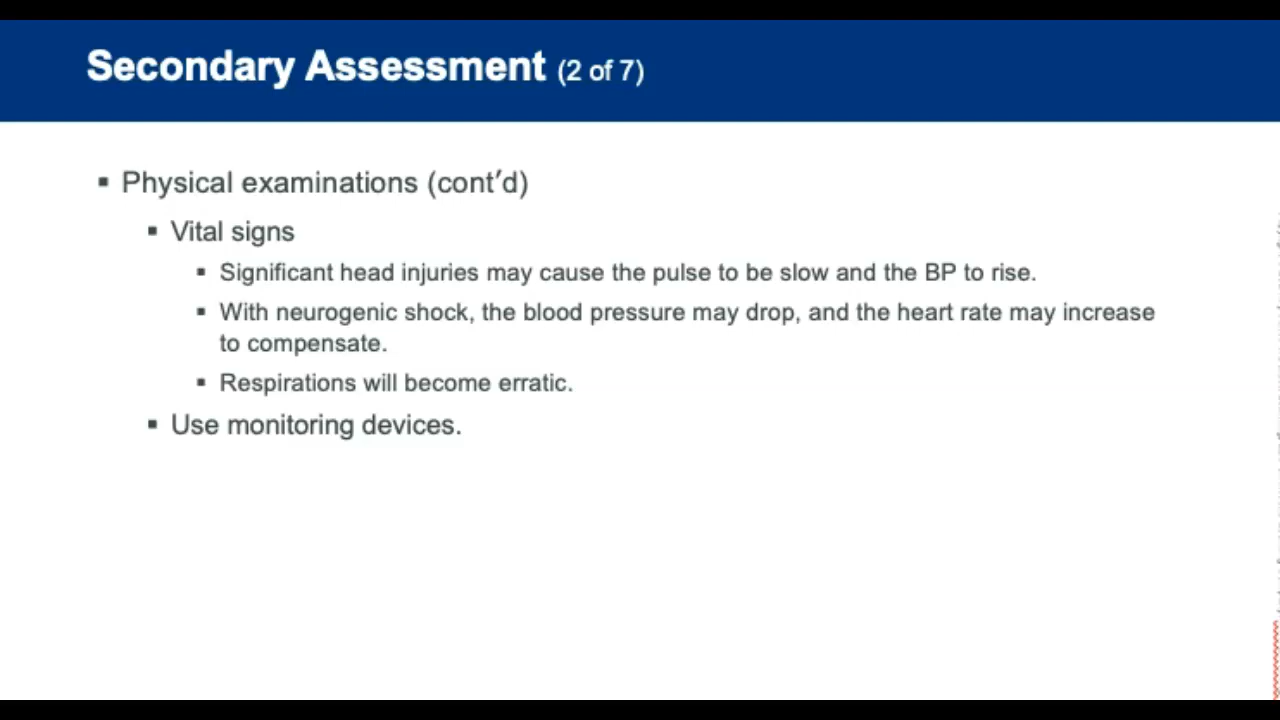 Secondary Assessment (2 of 7)
▪ Physical examinations (cont′d)
▪ Vital signs
▪ Significant head injuries may cause the pulse to be slow and the BP to rise.
▪ With neurogenic shock, the blood pressure may drop, and the heart rate may increase
to compensate.
▪ Respirations will become erratic.
▪ Use monitoring devices.